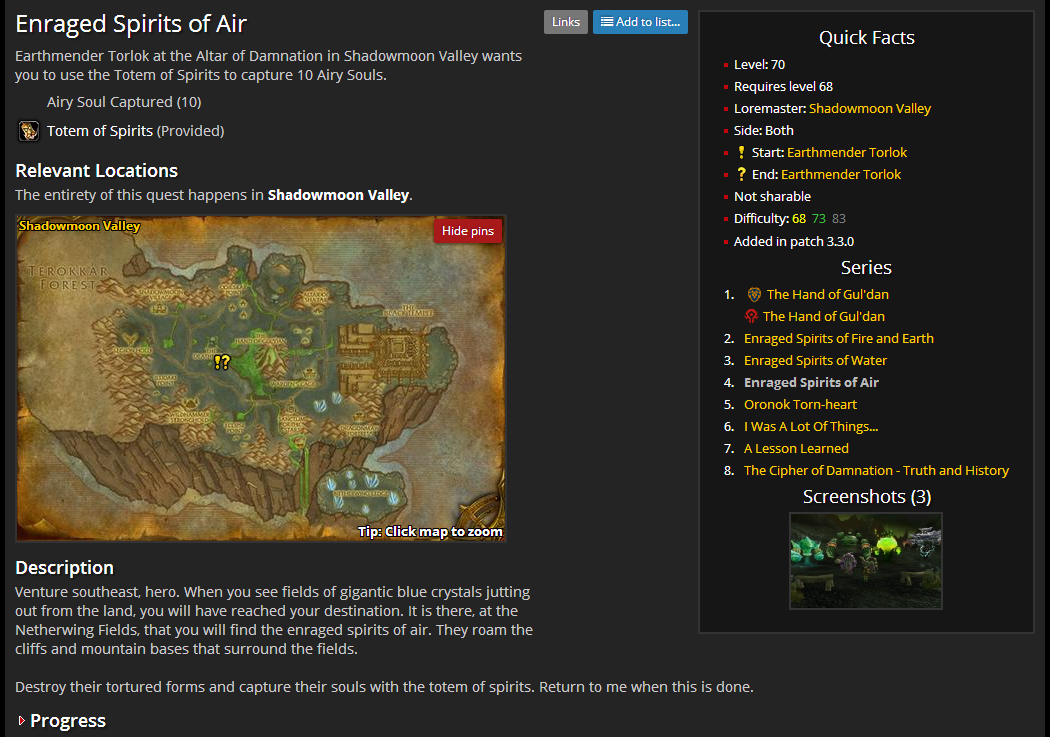 Enraged Spirits of Air
Links
Add to list...
Earthmender Torlok at the Altar of Damnation in Shadowmoon Valley wants
you to use the Totem of Spirits to capture 10 Airy Souls.
Airy Soul Captured (10)
Totem of Spirits (Provided)
Relevant Locations
The entirety of this quest happens in Shadowmoon Valley.
Shadowmoon Valley
Hide pins
TEROKKAR
FOREST
THE
BLACK TEMPLE
!?
Tip: Click map to zoom
Description
Venture southeast, hero. When you see fields of gigantic blue crystals jutting
out from the land, you will have reached your destination. It is there, at the
Netherwing Fields, that you will find the enraged spirits of air. They roam the
cliffs and mountain bases that surround the fields.
Destroy their tortured forms and capture their souls with the totem of spirits. Return to me when this is done.
Progress
Quick Facts
Level: 70
Requires level 68
Loremaster: Shadowmoon Valley
Side: Both
! Start: Earthmender Torlok
? End: Earthmender Torlok
Not sharable
Difficulty: 68 73 83
Added in patch 3.3.0
Series
1. The Hand of Gul'dan
The Hand of Gul'dan
2. Enraged Spirits of Fire and Earth
3. Enraged Spirits of Water
4. Enraged Spirits of Air
5. Oronok Torn-heart
6. I Was A Lot Of Things...
7. A Lesson Learned
8. The Cipher of Damnation - Truth and History
Screenshots (3)